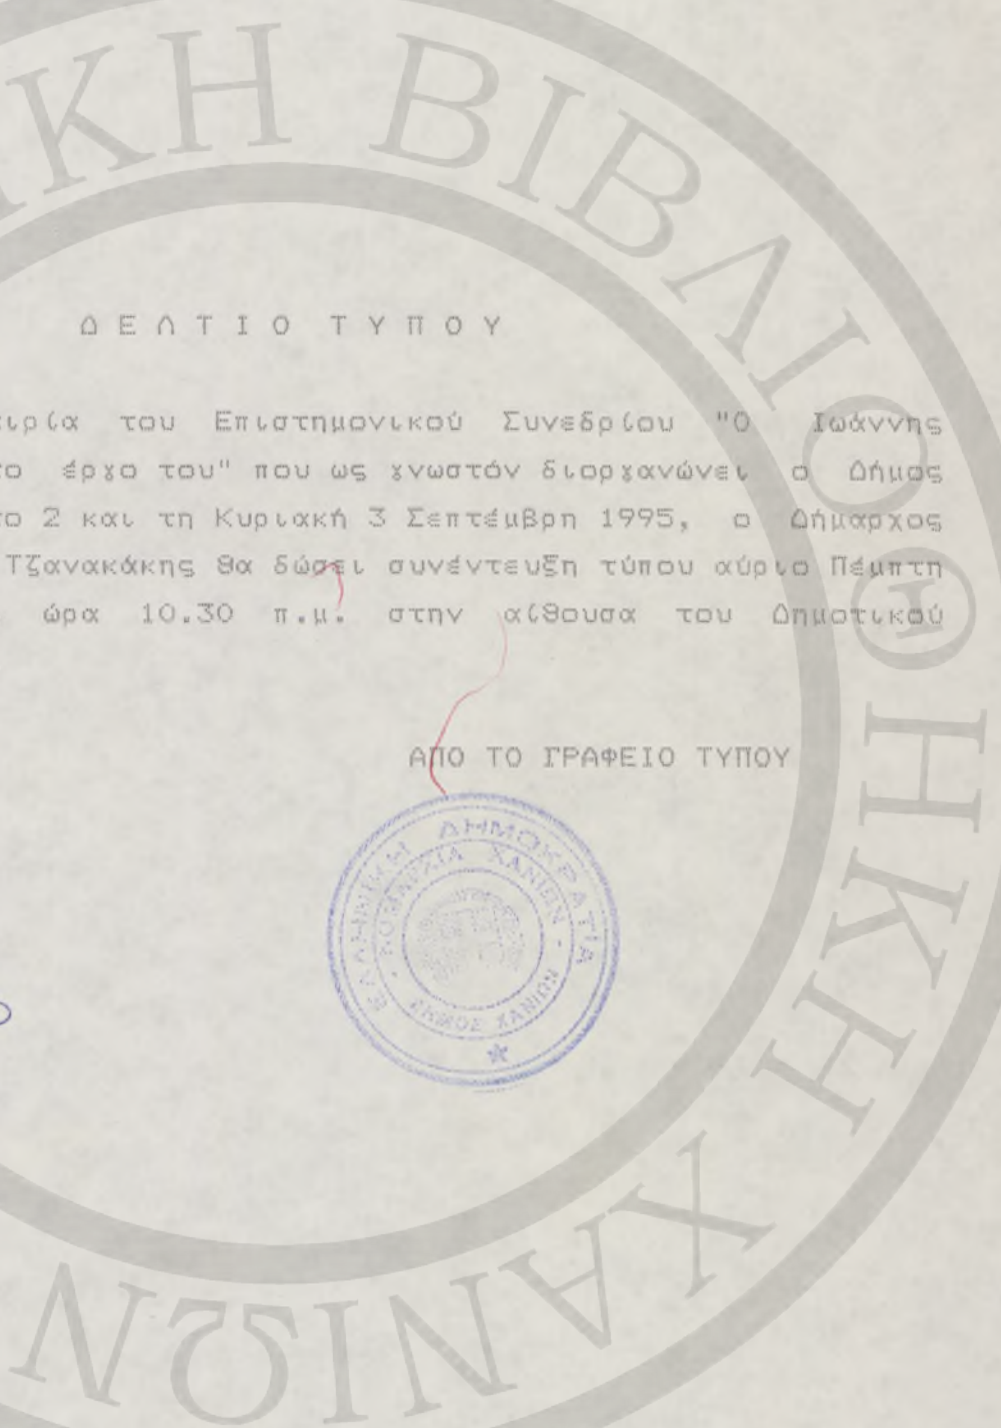 ΚΗ ΒΙΒΛΙΟΘΗΚΗ ΧΑΝΙΩΝ
ΔΕΛΤΙΟ ΤΥΠΟΥ
ιρία του Επιστημονικού Συνεδρίου "Ο Ιωάννης
ο έργο του" που ως γνωστόν διοργανώνει ο Δήμος
ο 2 και τη Κυριακή 3 Σεπτέμβρη 1995, ο Δήμαρχος
Τζανακάκης θα δώσει συνέντευξη τύπου αύριο Πέμπτη
ώρα 10.30 π.μ. στην αίθουσα του Δημοτικού
ΑΠΟ ΤΟ ΓΡΑΦΕΙΟ ΤΥΠΟΥ
ΕΛΛΗΝΙΚΗ ΔΗΜΟΚΡΑΤΙΑ
ΝΟΜΑΡΧΙΑ ΧΑΝΙΩΝ
ΔΗΜΟΣ ΧΑΝΙΩΝ